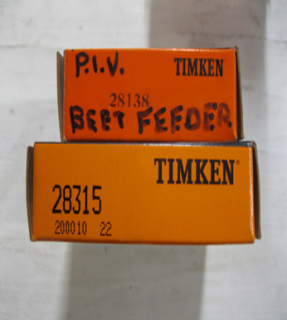 P.I.V. TIMKEN
28138
BEET FEEDER
TIMKEN®
28315
200010 22